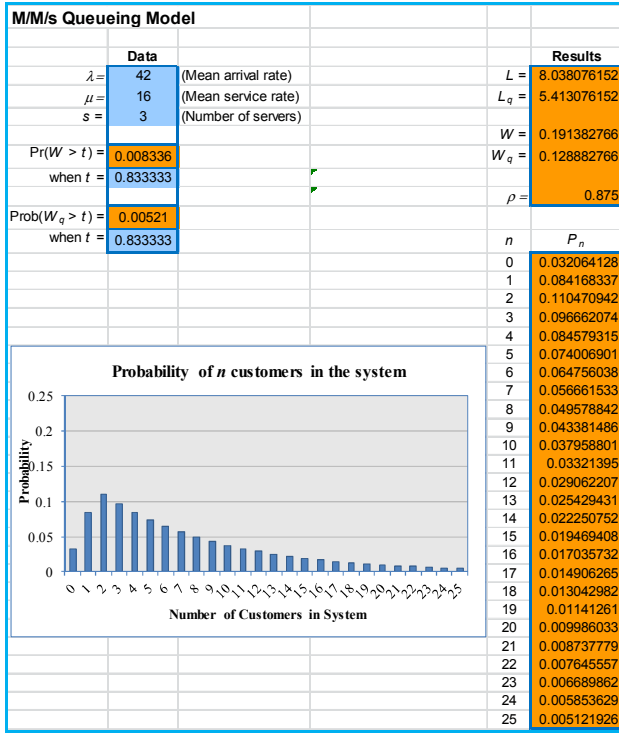 M/M/s Queueing Model
Data Results
λ = 42 (Mean arrival rate) L = 8.038076152
μ = 16 (Mean service rate) Lq = 5.413076152
s = 3 (Number of servers)
W = 0.191382766
Pr(W > t) = 0.008336 Wq = 0.128882766
when t = 0.833333
ρ = 0.875
Prob(Wq > t) = 0.00521
when t = 0.833333 n Pn
0 0.032064128
1 0.084168337
2 0.110470942
3 0.096662074
4 0.084579315
5 0.074006901
6 0.064756038
7 0.056661533
8 0.049578842
9 0.043381486
10 0.037958801
11 0.03321395
12 0.029062207
13 0.025429431
14 0.022250752
15 0.019469408
16 0.017035732
17 0.014906265
18 0.013042982
19 0.01141261
20 0.009986033
21 0.008737779
22 0.007645557
23 0.006689862
24 0.005853629
25 0.005121926
Probability of n customers in the system
Probability
0.25
0.2
0.15
0.1
0.05
0
0 1 2 3 4 5 6 7 8 9 10 11 12 13 14 15 16 17 18 19 20 21 22 23 24 25
Number of Customers in System